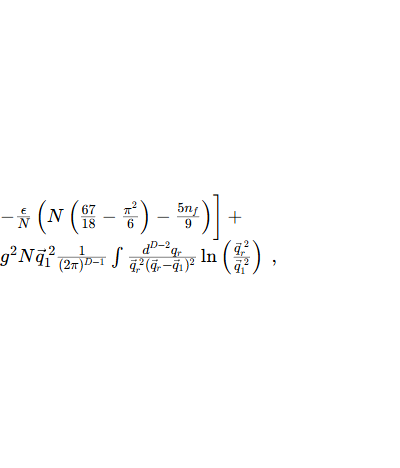 $-\frac{\epsilon}{N}\left(N\left(\frac{67}{18}-\frac{\pi^2}{6}\right)-\frac{5n_f}{9}\right)\Bigg]+$
$g^2N\vec{q}_1^{\,2}\frac{1}{(2\pi)^{D-1}}\int\frac{d^{D-2}q_r}{\vec{q}_r^{\,2}(\vec{q}_r-\vec{q}_1)^2}\ln\left(\frac{\vec{q}_r^{\,2}}{\vec{q}_1^{\,2}}\right)\ ,$